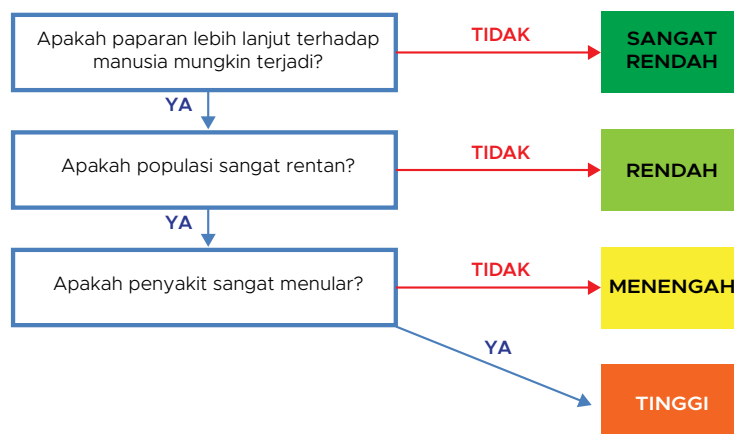 Apakah paparan lebih lanjut terhadap
manusia mungkin terjadi?
TIDAK
SANGAT
RENDAH
YA
Apakah populasi sangat rentan?
TIDAK
RENDAH
YA
Apakah penyakit sangat menular?
TIDAK
MENENGAH
YA
TINGGI